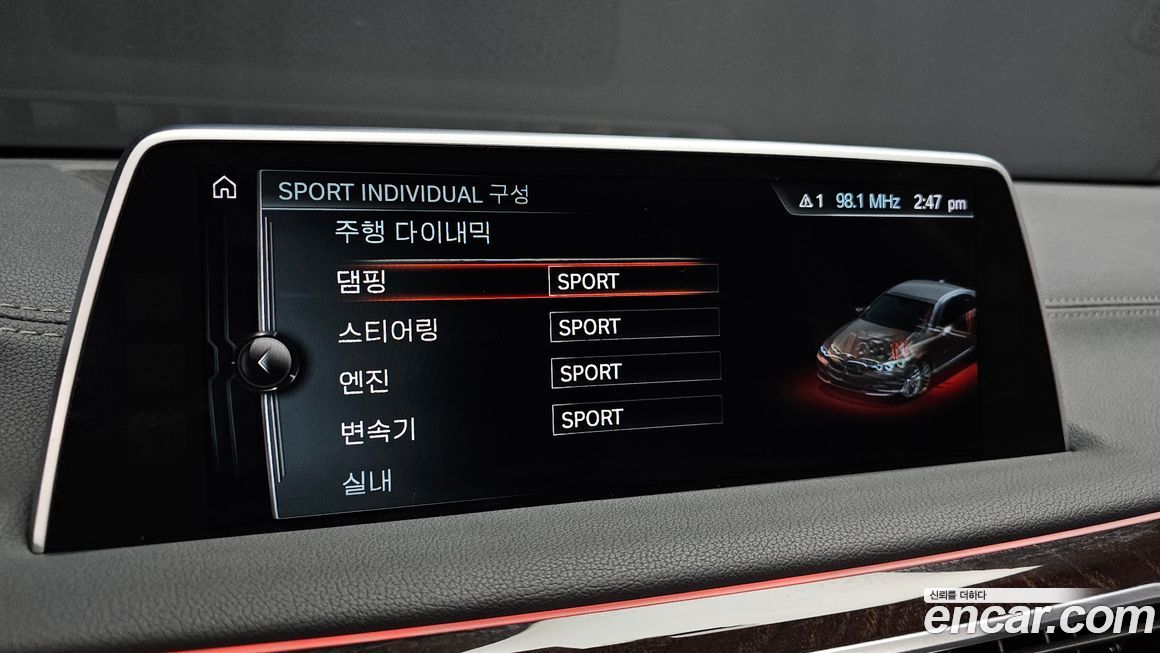 SPORT INDIVIDUAL 구성
1 98.1 MHz 2:47 pm
주행 다이내믹
댐핑 SPORT
스티어링 SPORT
엔진 SPORT
변속기 SPORT
실내
신뢰를 더하다
encar.com